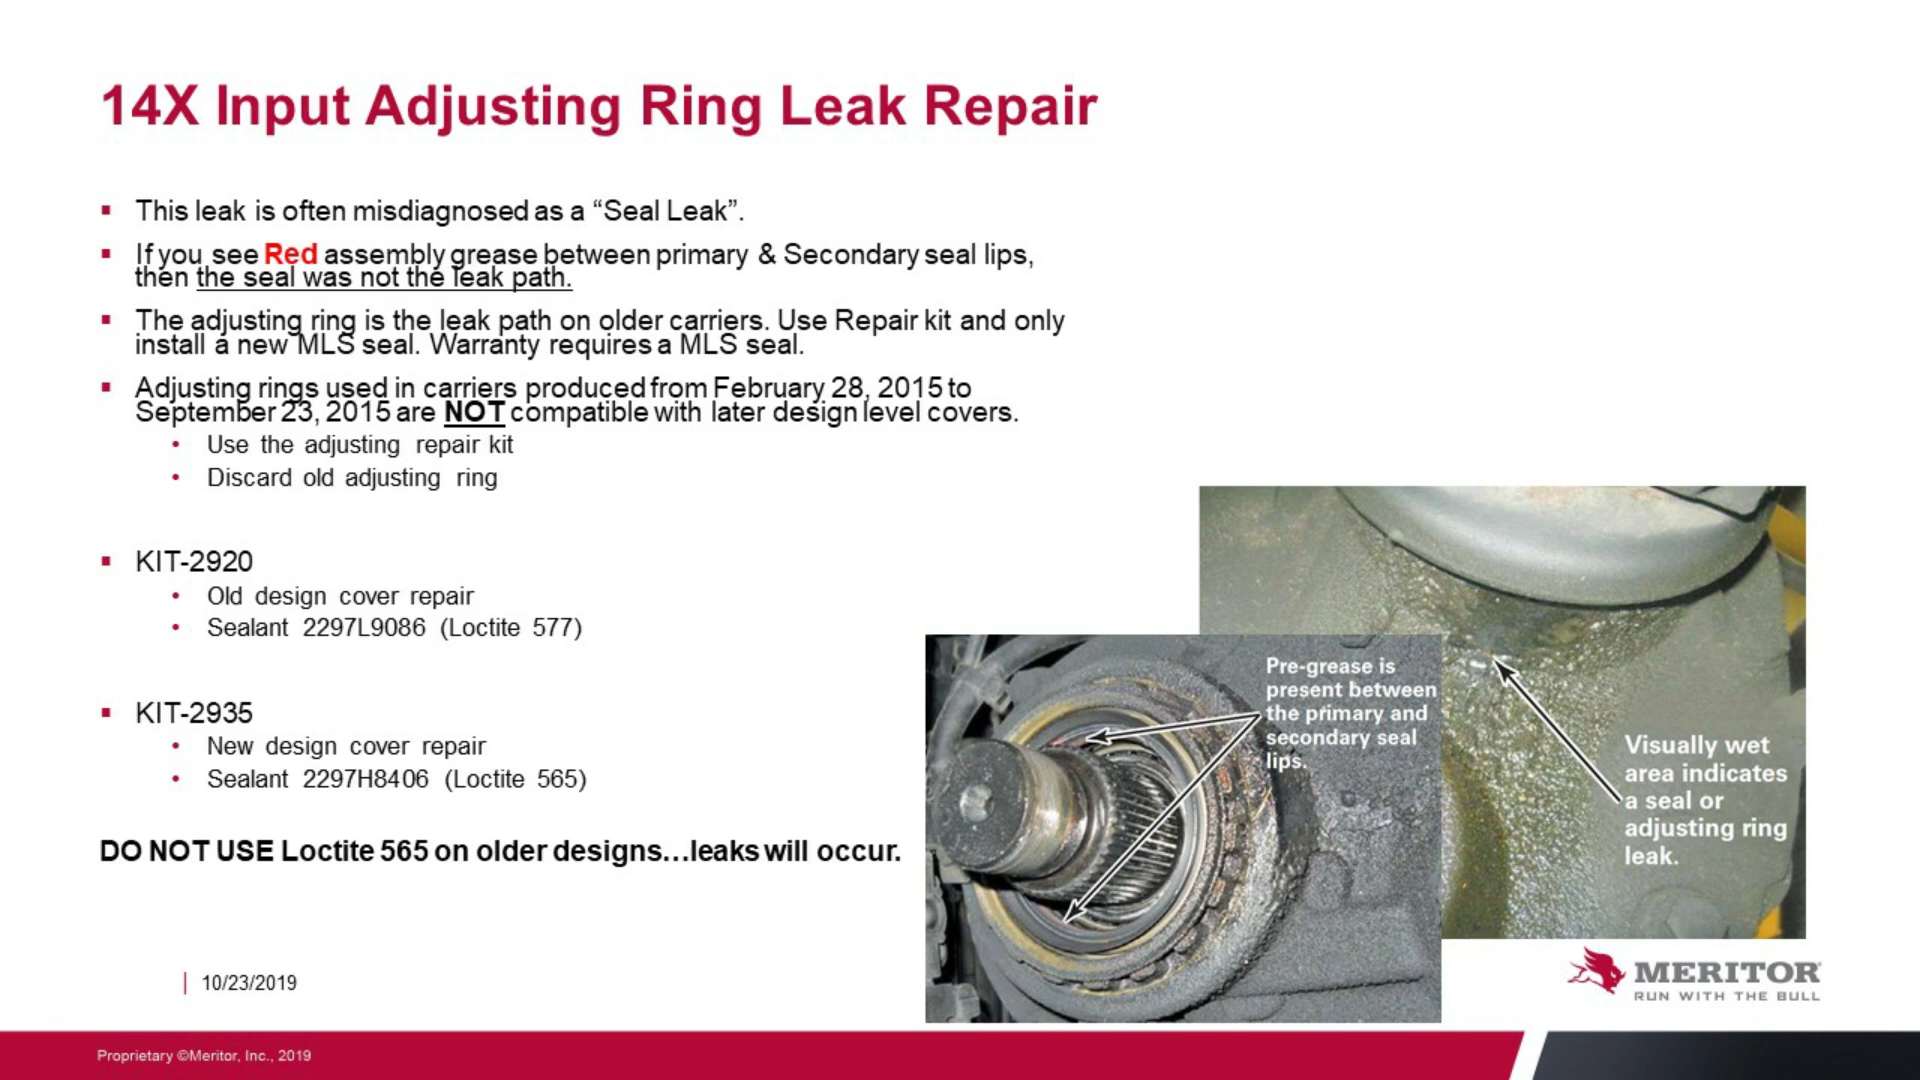 14X Input Adjusting Ring Leak Repair
This leak is often misdiagnosed as a “Seal Leak”.
If you see Red assembly grease between primary & Secondary seal lips,
then the seal was not the leak path.
The adjusting ring is the leak path on older carriers. Use Repair kit and only
install a new MLS seal. Warranty requires a MLS seal.
Adjusting rings used in carriers produced from February 28, 2015 to
September 23, 2015 are NOT compatible with later design level covers.
Use the adjusting repair kit
Discard old adjusting ring
KIT-2920
Old design cover repair
Sealant 2297L9086 (Loctite 577)
KIT-2935
New design cover repair
Sealant 2297H8406 (Loctite 565)
DO NOT USE Loctite 565 on older designs…leaks will occur.
Pre-grease is
present between
the primary and
secondary seal
lips.
Visually wet
area indicates
a seal or
adjusting ring
leak.
10/23/2019
MERITOR
RUN WITH THE BULL
Proprietary ©Meritor, Inc., 2019